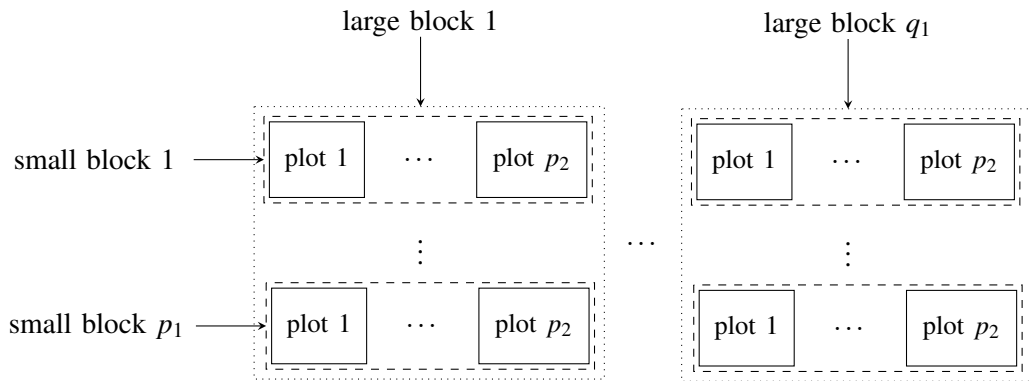 large block 1
large block q₁
small block 1
plot 1 ⋯ plot p₂
plot 1 ⋯ plot p₂
⋮
⋯
⋮
small block p₁
plot 1 ⋯ plot p₂
plot 1 ⋯ plot p₂